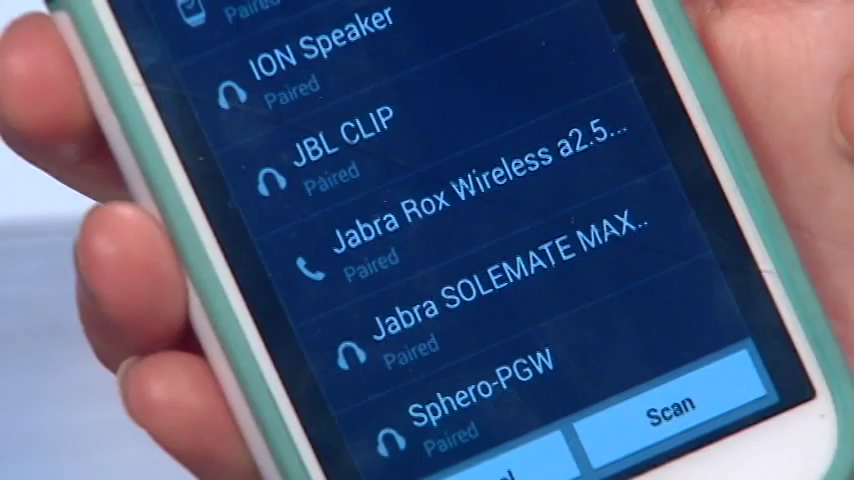 Paired
ION Speaker
Paired
JBL CLIP
Paired
Jabra Rox Wireless a2.5...
Paired
Jabra SOLEMATE MAX..
Paired
Sphero-PGW
Paired
Scan